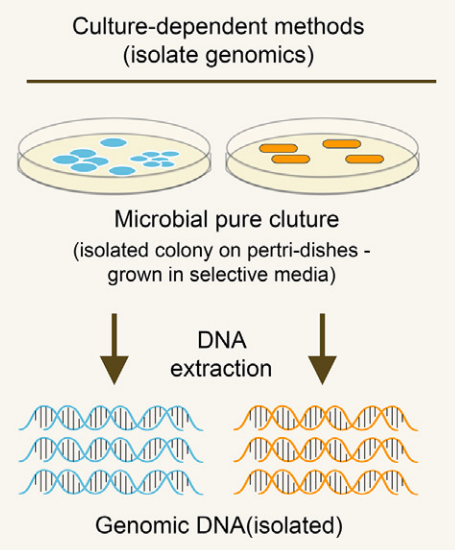 Culture-dependent methods
(isolate genomics)
Microbial pure cluture
(isolated colony on pertri-dishes -
grown in selective media)
DNA
extraction
Genomic DNA(isolated)